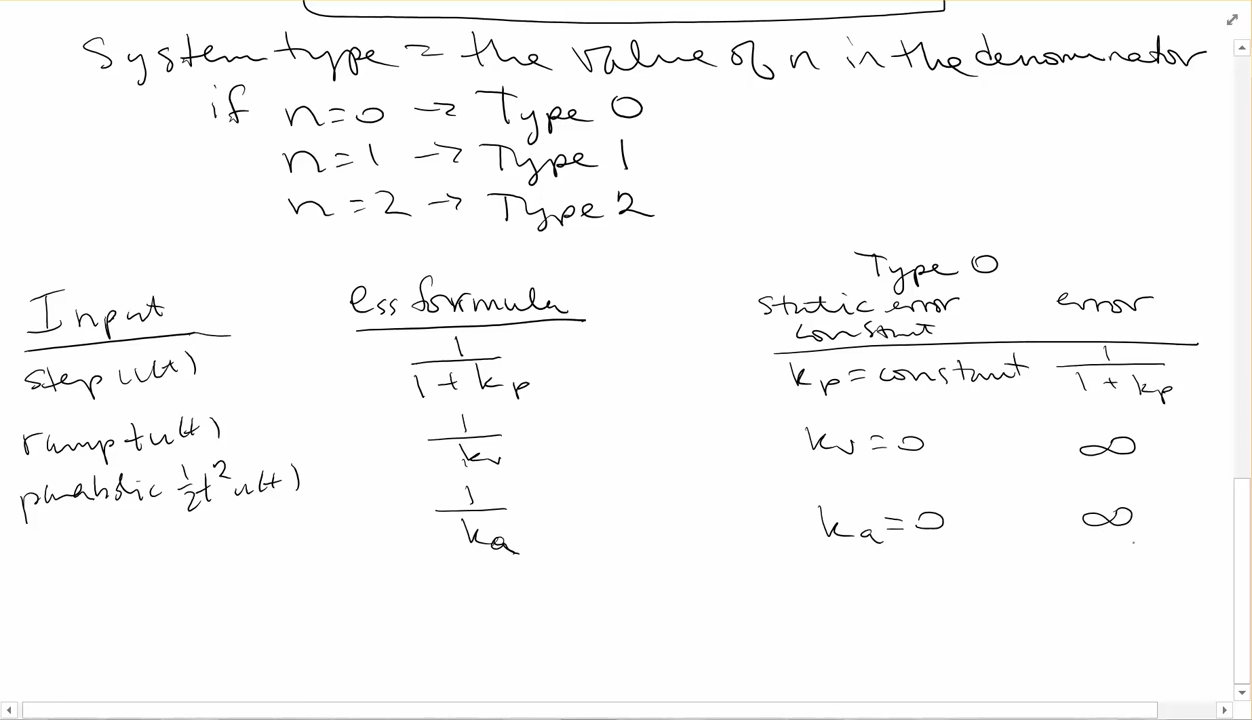 System type = the value of n in the denominator
if n=0 → Type 0
n=1 → Type 1
n=2 → Type 2
Type 0
Input ess formula static error constant error
step u(t) 1/(1 + kp) kp = constant 1/(1 + kp)
ramp tu(t) 1/kv kv = 0 ∞
parabolic 1/2 t² u(t) 1/ka ka = 0 ∞